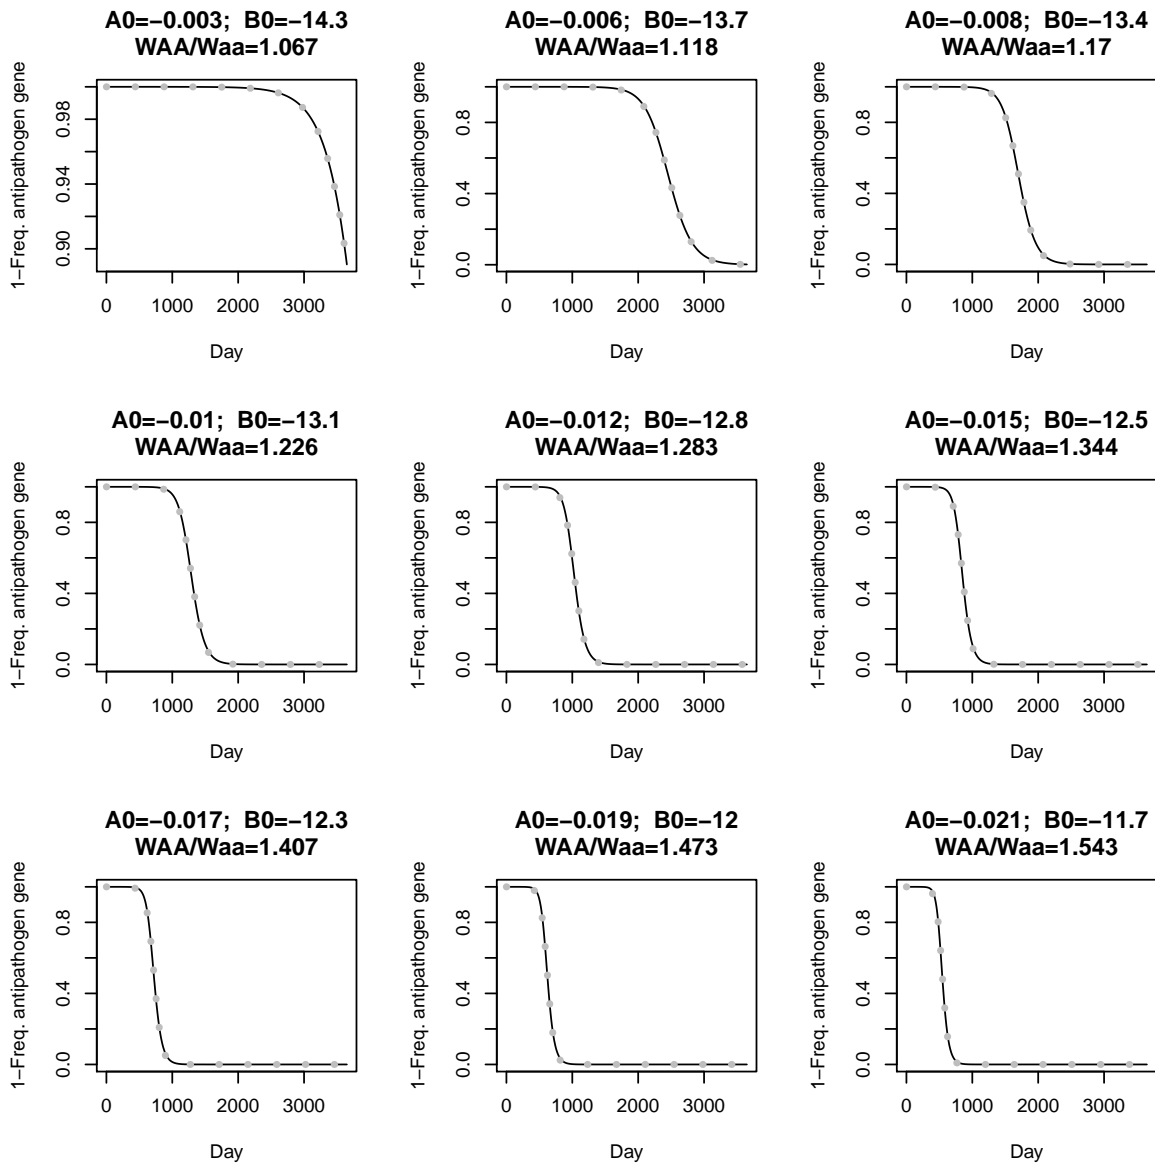 A0=−0.003;  B0=−14.3
WAA/Waa=1.067
1−Freq. antipathogen gene
0.98
0.94
0.90
0 1000 2000 3000
Day
A0=−0.006;  B0=−13.7
WAA/Waa=1.118
1−Freq. antipathogen gene
0.8
0.4
0.0
0 1000 2000 3000
Day
A0=−0.008;  B0=−13.4
WAA/Waa=1.17
1−Freq. antipathogen gene
0.8
0.4
0.0
0 1000 2000 3000
Day
A0=−0.01;  B0=−13.1
WAA/Waa=1.226
1−Freq. antipathogen gene
0.8
0.4
0.0
0 1000 2000 3000
Day
A0=−0.012;  B0=−12.8
WAA/Waa=1.283
1−Freq. antipathogen gene
0.8
0.4
0.0
0 1000 2000 3000
Day
A0=−0.015;  B0=−12.5
WAA/Waa=1.344
1−Freq. antipathogen gene
0.8
0.4
0.0
0 1000 2000 3000
Day
A0=−0.017;  B0=−12.3
WAA/Waa=1.407
1−Freq. antipathogen gene
0.8
0.4
0.0
0 1000 2000 3000
Day
A0=−0.019;  B0=−12
WAA/Waa=1.473
1−Freq. antipathogen gene
0.8
0.4
0.0
0 1000 2000 3000
Day
A0=−0.021;  B0=−11.7
WAA/Waa=1.543
1−Freq. antipathogen gene
0.8
0.4
0.0
0 1000 2000 3000
Day